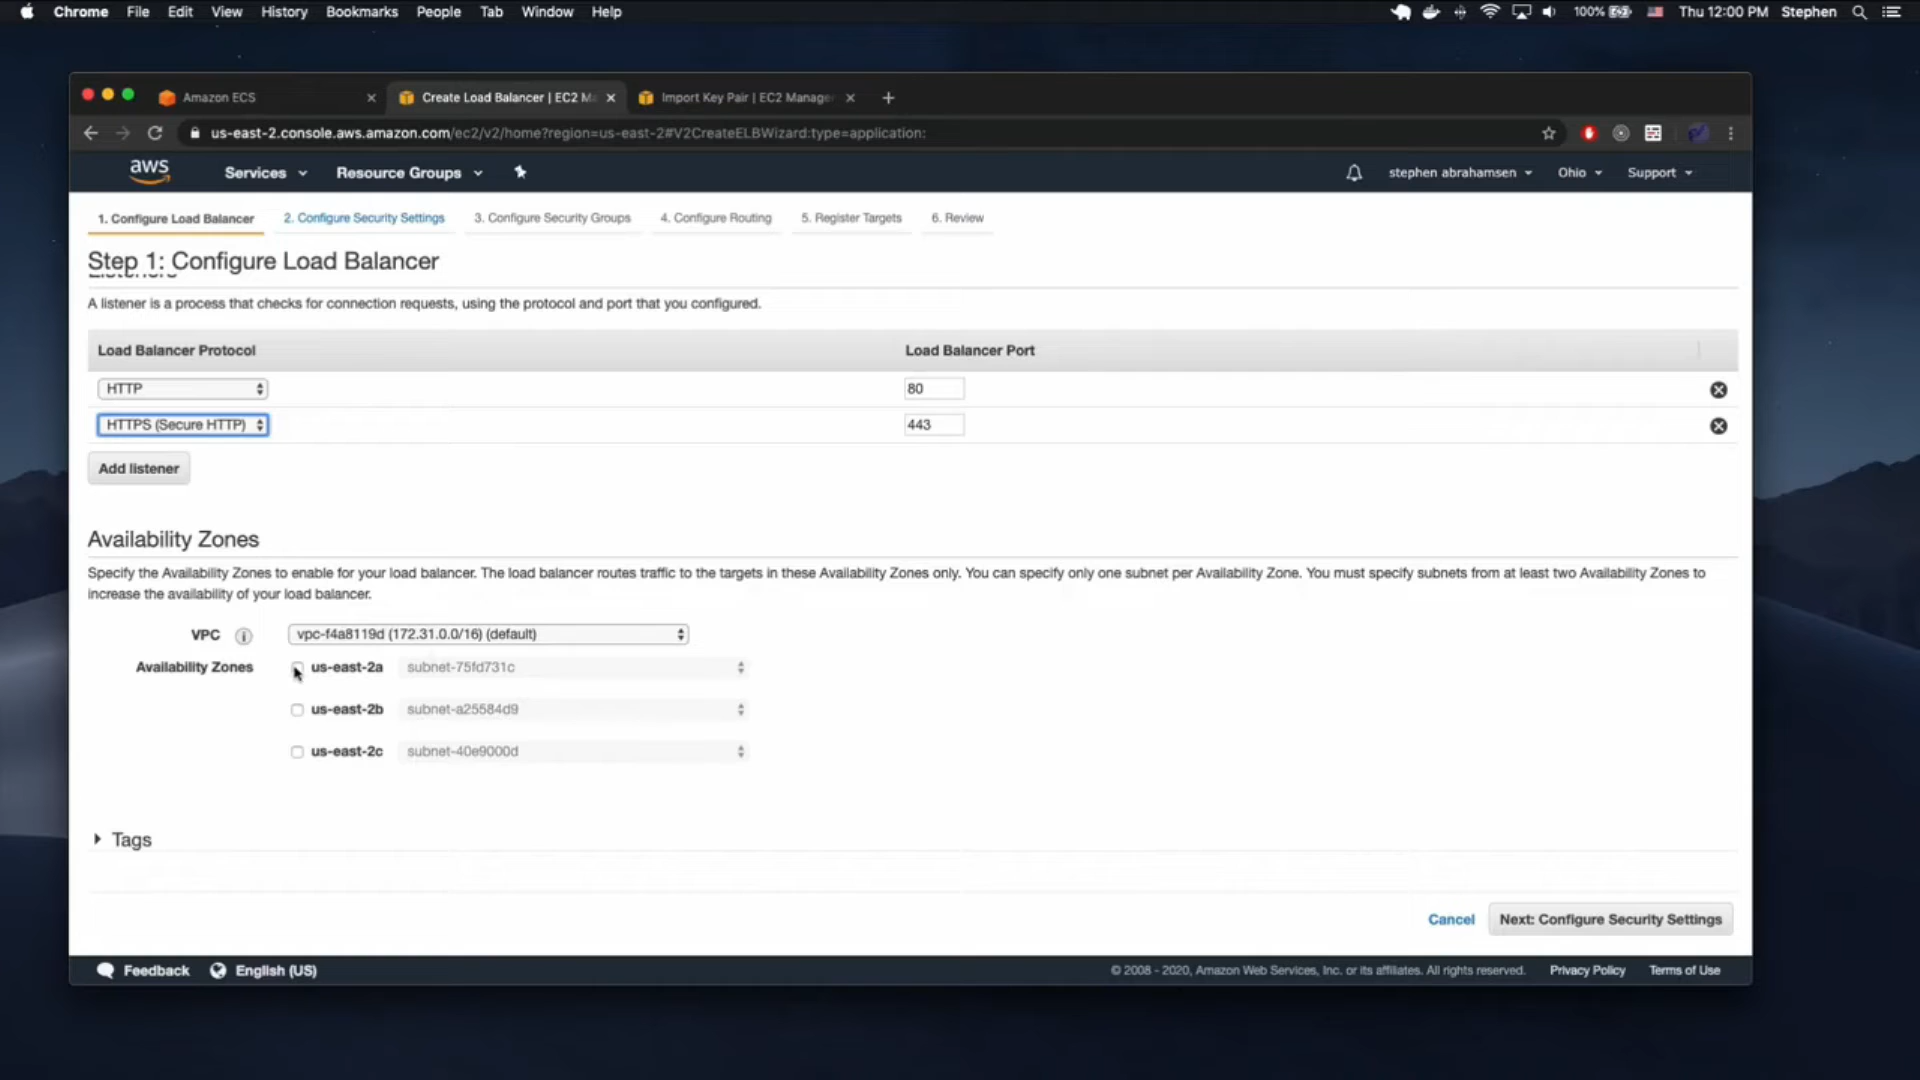 Chrome File Edit View History Bookmarks People Tab Window Help 100% Thu 12:00 PM Stephen
Amazon ECS Create Load Balancer | EC2 Ma Import Key Pair | EC2 Manager
us-east-2.console.aws.amazon.com/ec2/v2/home?region=us-east-2#V2CreateELBWizard:type=application:
aws Services Resource Groups stephen abrahamsen Ohio Support
1. Configure Load Balancer 2. Configure Security Settings 3. Configure Security Groups 4. Configure Routing 5. Register Targets 6. Review
Step 1: Configure Load Balancer
A listener is a process that checks for connection requests, using the protocol and port that you configured.
Load Balancer Protocol Load Balancer Port
HTTP 80
HTTPS (Secure HTTP) 443
Add listener
Availability Zones
Specify the Availability Zones to enable for your load balancer. The load balancer routes traffic to the targets in these Availability Zones only. You can specify only one subnet per Availability Zone. You must specify subnets from at least two Availability Zones to
increase the availability of your load balancer.
VPC i vpc-f4a8119d (172.31.0.0/16) (default)
Availability Zones us-east-2a subnet-75fd731c
us-east-2b subnet-a25584d9
us-east-2c subnet-40e9000d
Tags
Cancel Next: Configure Security Settings
Feedback English (US) © 2008 - 2020, Amazon Web Services, Inc. or its affiliates. All rights reserved. Privacy Policy Terms of Use